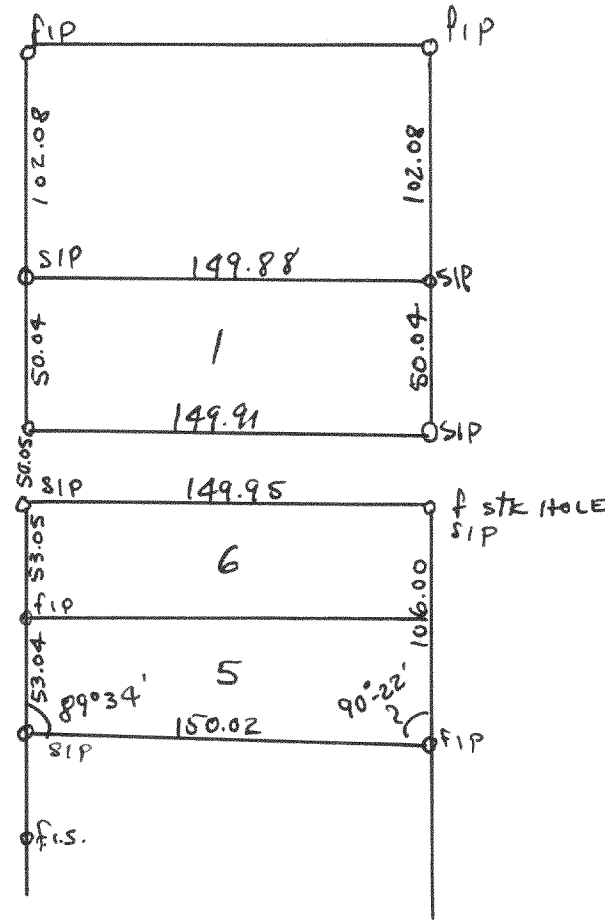 fIP fIP
102.08 102.08
SIP 149.88 SIP
50.04 1 50.04
149.91 SIP
50.05
SIP 149.95 f STK HOLE
SIP
53.05 6 106.00
fIP
53.04 5
89°34' 90°-22'
150.02
SIP FIP
f.I.S.